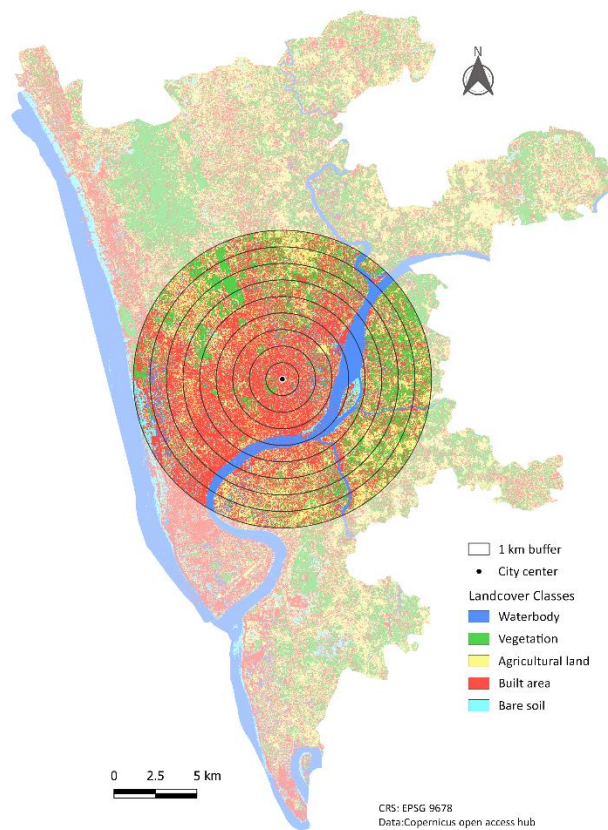 N
1 km buffer
City center
Landcover Classes
Waterbody
Vegetation
Agricultural land
Built area
Bare soil
0 2.5 5 km
CRS: EPSG 9678
Data:Copernicus open access hub